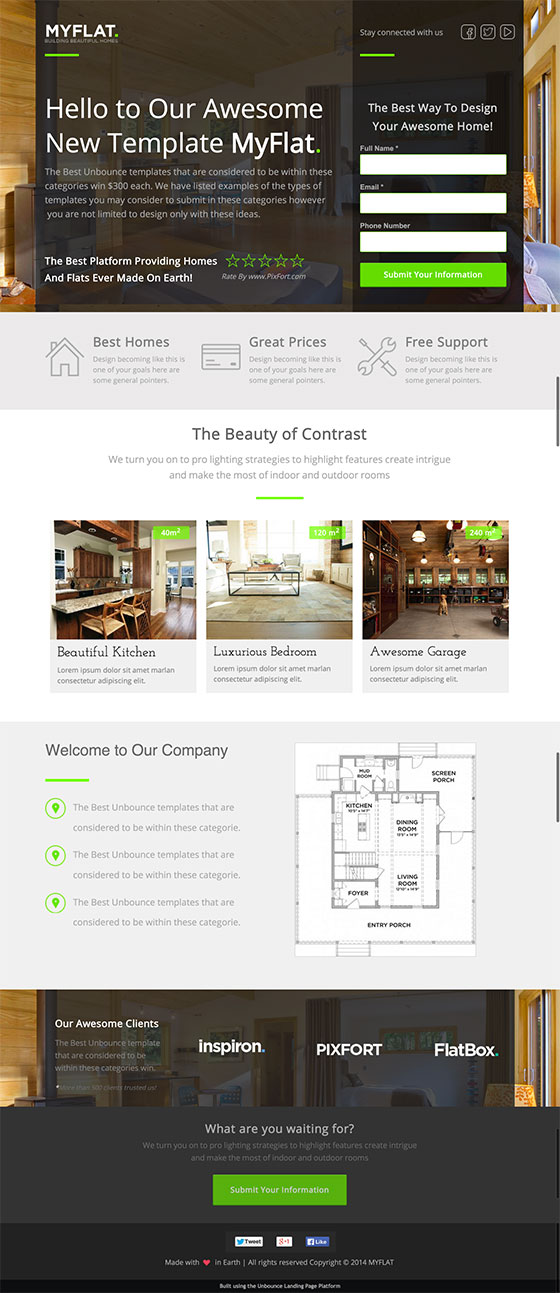 MYFLAT.
BUILDING BEAUTIFUL HOMES
Stay connected with us
Hello to Our Awesome
New Template MyFlat.
The Best Unbounce templates that are considered to be within these
categories win $300 each. We have listed examples of the types of
templates you may consider to submit in these categories however
you are not limited to design only with these ideas.
The Best Platform Providing Homes
And Flats Ever Made On Earth!
Rate By www.PixFort.com
The Best Way To Design
Your Awesome Home!
Full Name *
Email *
Phone Number
Submit Your Information
Best Homes
Design becoming like this is
one of your goals here are
some general pointers.
Great Prices
Design becoming like this is
one of your goals here are
some general pointers.
Free Support
Design becoming like this is
one of your goals here are
some general pointers.
The Beauty of Contrast
We turn you on to pro lighting strategies to highlight features create intrigue
and make the most of indoor and outdoor rooms
40m²
120 m²
240 m²
Beautiful Kitchen
Lorem ipsum dolor sit amet marlan
consectetur adipiscing elit.
Luxurious Bedroom
Lorem ipsum dolor sit amet marlan
consectetur adipiscing elit.
Awesome Garage
Lorem ipsum dolor sit amet marlan
consectetur adipiscing elit.
Welcome to Our Company
The Best Unbounce templates that are
considered to be within these categorie.
The Best Unbounce templates that are
considered to be within these categorie.
The Best Unbounce templates that are
considered to be within these categorie.
MUD
ROOM
SCREEN
PORCH
KITCHEN
DINING
ROOM
LIVING
ROOM
FOYER
ENTRY PORCH
Our Awesome Clients
The Best Unbounce template
that are considered to be
within these categories win.
*More than 500 clients trusted us!
inspiron.
PIXFORT
FlatBox.
What are you waiting for?
We turn you on to pro lighting strategies to highlight features create intrigue
and make the most of indoor and outdoor rooms
Submit Your Information
Tweet
g+1
Like
Made with ❤ in Earth | All rights reserved Copyright © 2014 MYFLAT
Built using the Unbounce Landing Page Platform